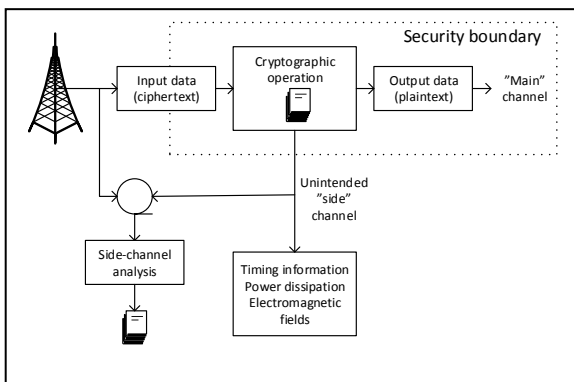 Security boundary
Input data
(ciphertext)
Cryptographic
operation
Output data
(plaintext)
”Main”
channel
Unintended
”side”
channel
Side-channel
analysis
Timing information
Power dissipation
Electromagnetic
fields